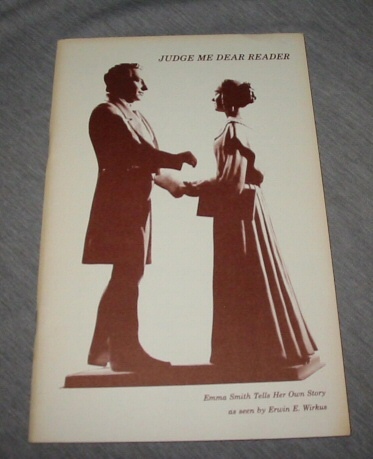 JUDGE ME DEAR READER
Emma Smith Tells Her Own Story
as seen by Erwin E. Wirkus